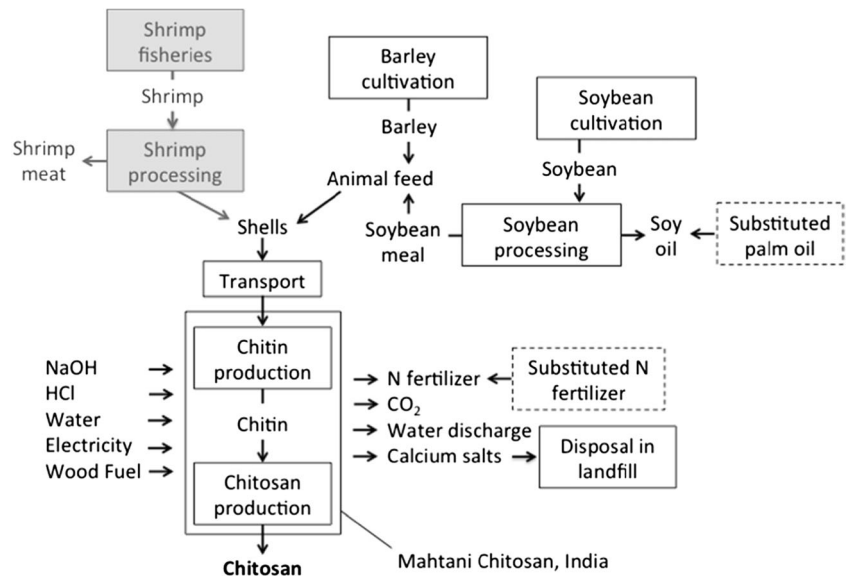 Shrimp
fisheries
Shrimp
Shrimp
meat
Shrimp
processing
Barley
cultivation
Barley
Animal feed
Soybean
cultivation
Soybean
Shells
Soybean
meal
Soybean
processing
Soy
oil
Substituted
palm oil
Transport
Chitin
production
Chitin
Chitosan
production
NaOH
HCl
Water
Electricity
Wood Fuel
N fertilizer
CO₂
Water discharge
Calcium salts
Substituted N
fertilizer
Disposal in
landfill
Chitosan
Mahtani Chitosan, India